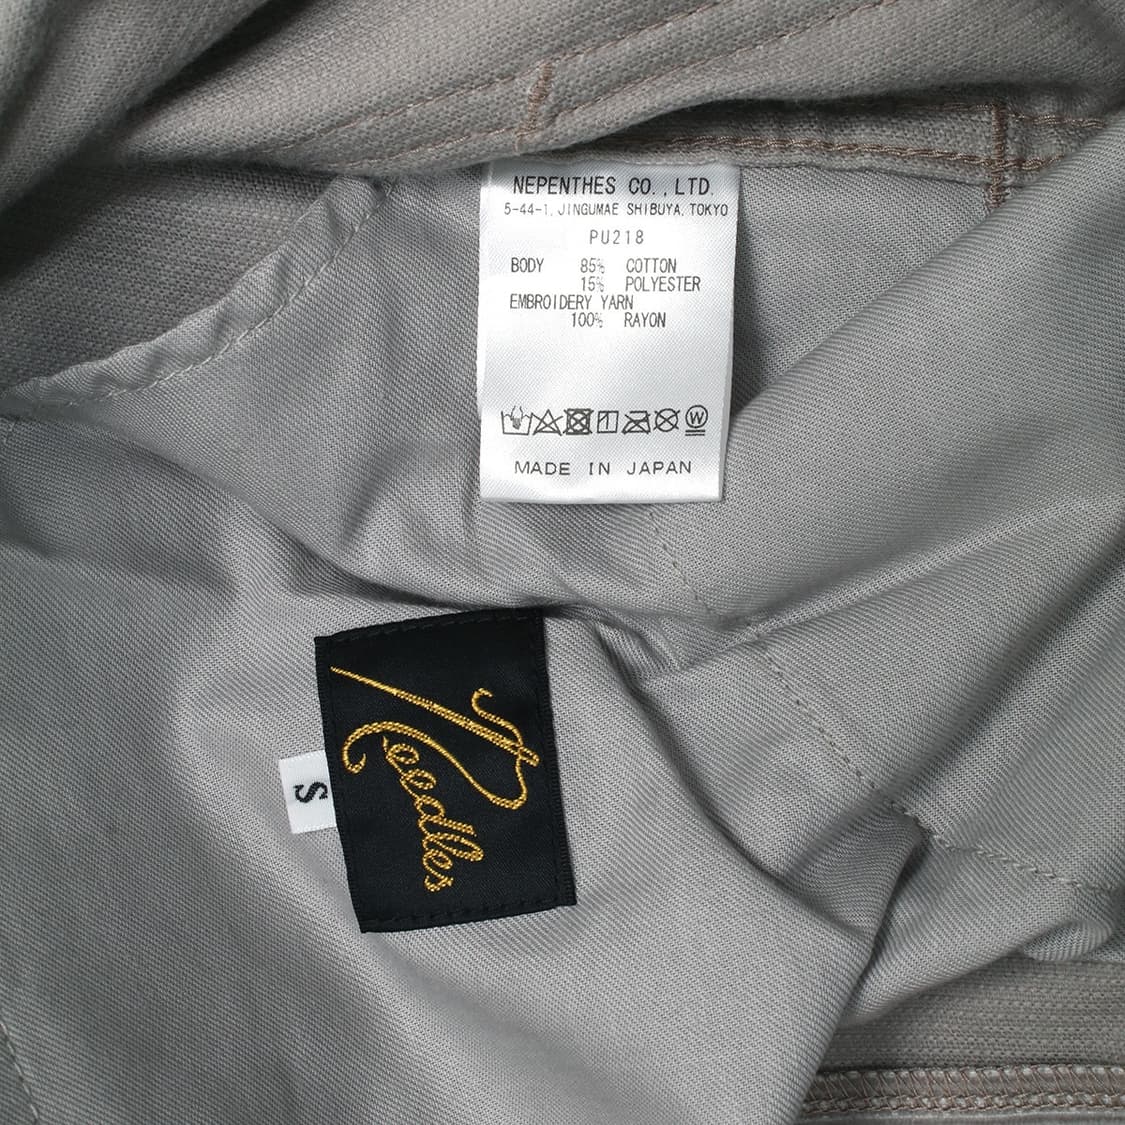 NEPENTHES CO., LTD.
5-44-1, JINGUMAE SHIBUYA, TOKYO
PU218
BODY 85% COTTON
15% POLYESTER
EMBROIDERY YARN
100% RAYON
W
MADE IN JAPAN
Needles
S